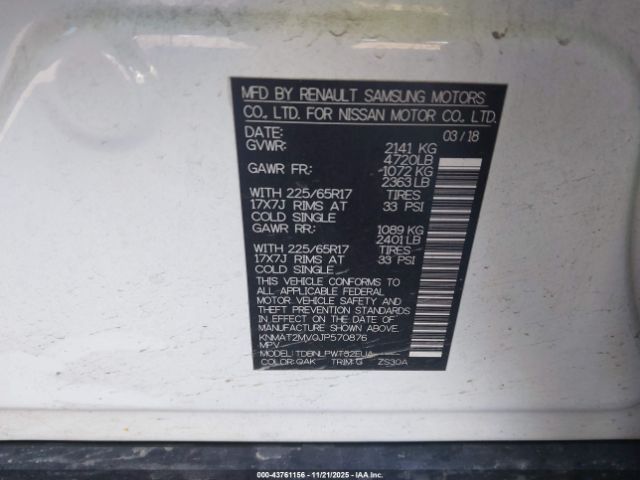 MFD BY RENAULT SAMSUNG MOTORS
CO., LTD. FOR NISSAN MOTOR CO., LTD.
DATE: 03/18
GVWR: 2141 KG
4720LB
GAWR FR: 1072 KG
2363 LB
WITH 225/65R17 TIRES
17X7J RIMS AT 33 PSI
COLD SINGLE
GAWR RR: 1089 KG
2401 LB
WITH 225/65R17 TIRES
17X7J RIMS AT 33 PSI
COLD SINGLE
THIS VEHICLE CONFORMS TO
ALL APPLICABLE FEDERAL
MOTOR VEHICLE SAFETY AND
THEFT PREVENTION STANDARDS
IN EFFECT ON THE DATE OF
MANUFACTURE SHOWN ABOVE.
KNMAT2MV0JP570876
MPV
MODEL:
COLOR: QAK TRIM:G ZS30A
000-43761156 - 11/21/2025 - IAA Inc.